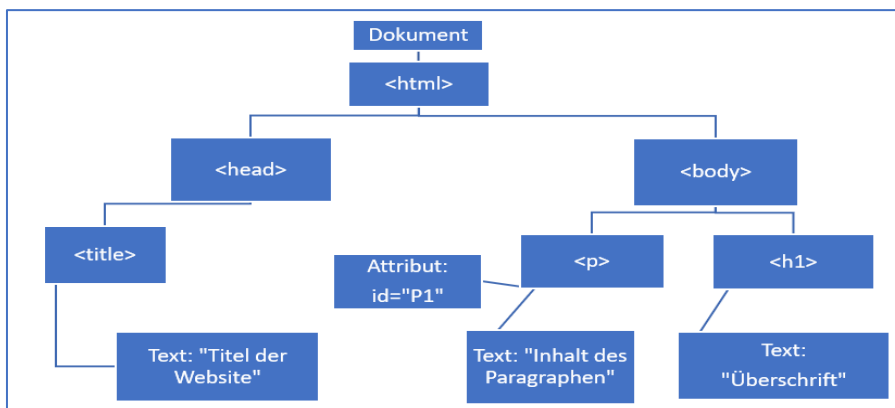 Dokument
<html>
<head>
<body>
<title>
<p>
<h1>
Attribut:
id="P1"
Text: "Titel der
Website"
Text: "Inhalt des
Paragraphen"
Text:
"Überschrift"